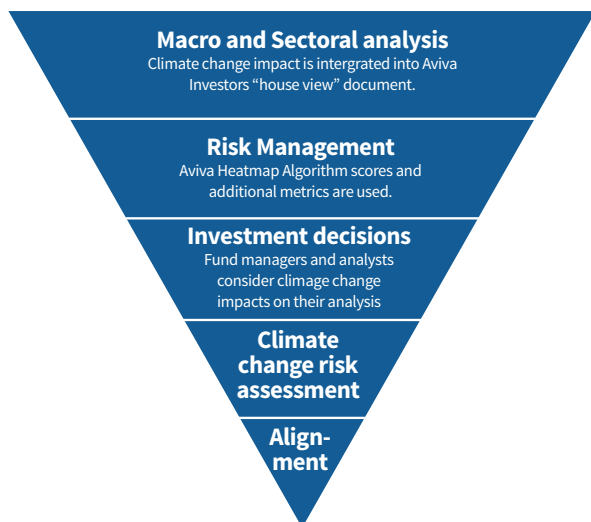 Macro and Sectoral analysis
Climate change impact is intergrated into Aviva
Investors “house view” document.
Risk Management
Aviva Heatmap Algorithm scores and
additional metrics are used.
Investment decisions
Fund managers and analysts
consider climage change
impacts on their analysis
Climate
change risk
assessment
Align-
ment